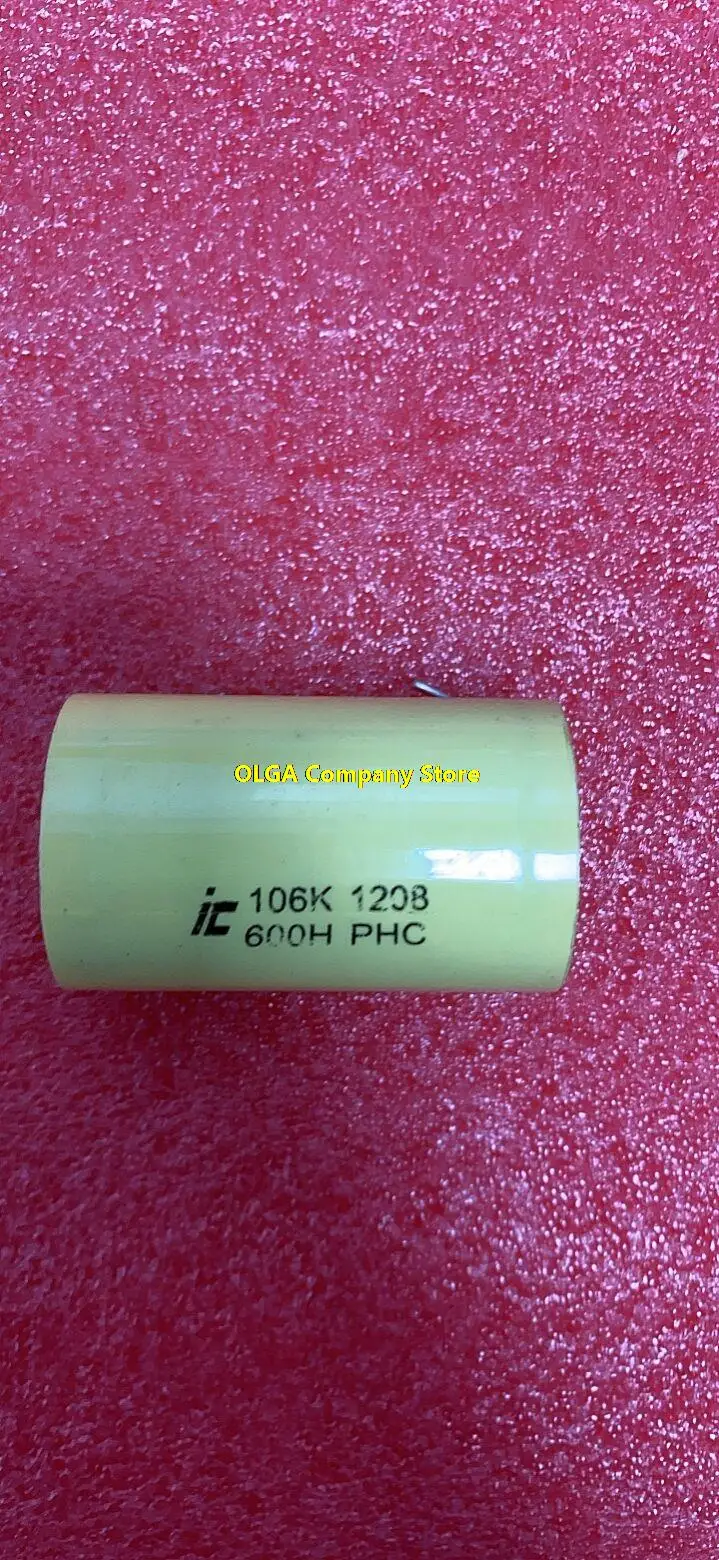 OLGA Company Store
ic 106K 1208
600H PHC